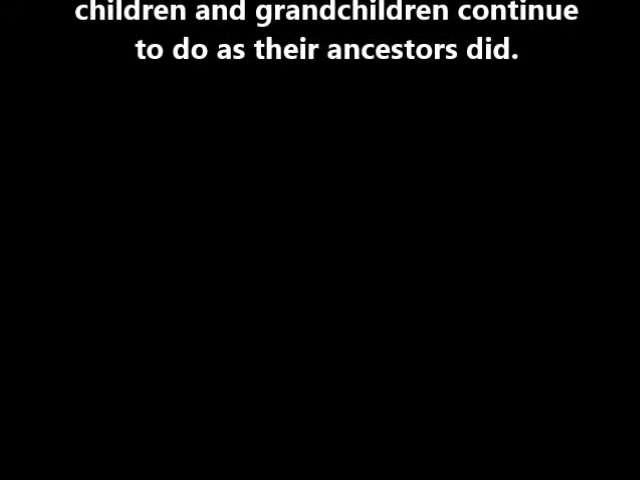 children and grandchildren continue
to do as their ancestors did.